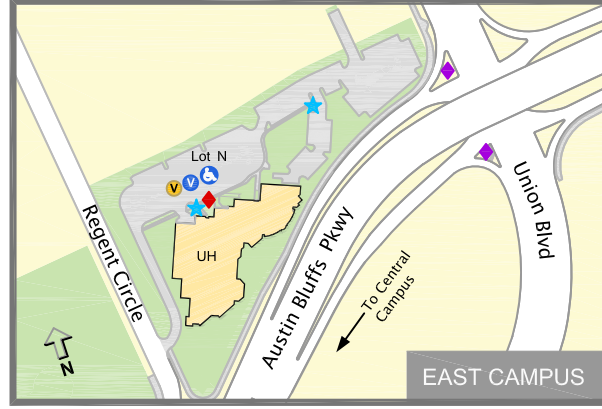 Lot N
V V
UH
Regent Circle
Austin Bluffs Pkwy
Union Blvd
To Central
Campus
N
EAST CAMPUS